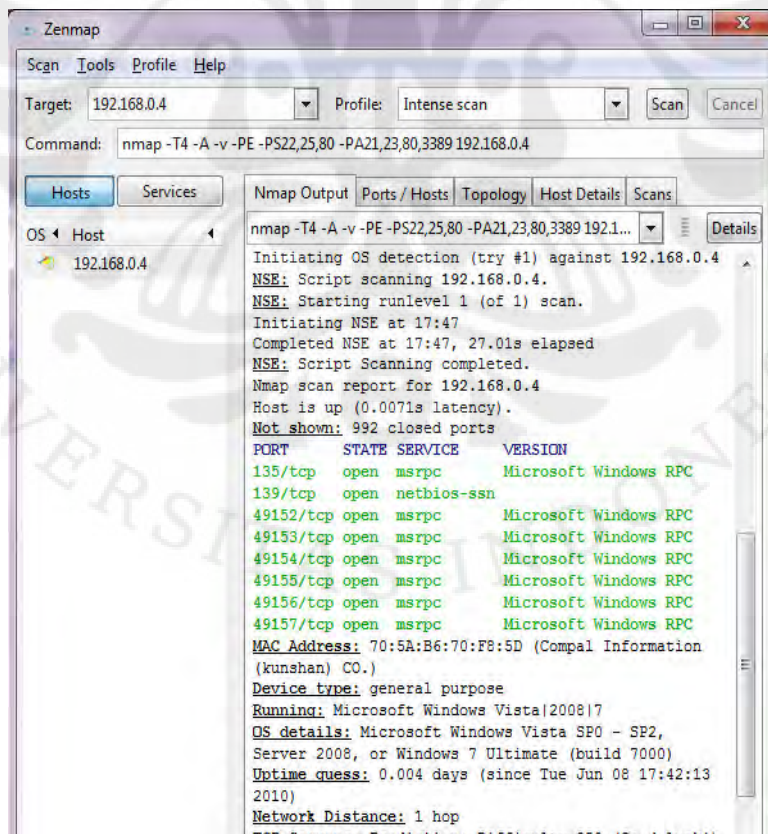 Zenmap
Scan Tools Profile Help
Target: 192.168.0.4 Profile: Intense scan Scan Cancel
Command: nmap -T4 -A -v -PE -PS22,25,80 -PA21,23,80,3389 192.168.0.4
Hosts Services
Nmap Output Ports / Hosts Topology Host Details Scans
OS Host
192.168.0.4
nmap -T4 -A -v -PE -PS22,25,80 -PA21,23,80,3389 192.1... Details
Initiating OS detection (try #1) against 192.168.0.4
NSE: Script scanning 192.168.0.4.
NSE: Starting runlevel 1 (of 1) scan.
Initiating NSE at 17:47
Completed NSE at 17:47, 27.01s elapsed
NSE: Script Scanning completed.
Nmap scan report for 192.168.0.4
Host is up (0.0071s latency).
Not shown: 992 closed ports
PORT STATE SERVICE VERSION
135/tcp open msrpc Microsoft Windows RPC
139/tcp open netbios-ssn
49152/tcp open msrpc Microsoft Windows RPC
49153/tcp open msrpc Microsoft Windows RPC
49154/tcp open msrpc Microsoft Windows RPC
49155/tcp open msrpc Microsoft Windows RPC
49156/tcp open msrpc Microsoft Windows RPC
49157/tcp open msrpc Microsoft Windows RPC
MAC Address: 70:5A:B6:70:F8:5D (Compal Information
(kunshan) CO.)
Device type: general purpose
Running: Microsoft Windows Vista|2008|7
OS details: Microsoft Windows Vista SP0 - SP2,
Server 2008, or Windows 7 Ultimate (build 7000)
Uptime guess: 0.004 days (since Tue Jun 08 17:42:13
2010)
Network Distance: 1 hop